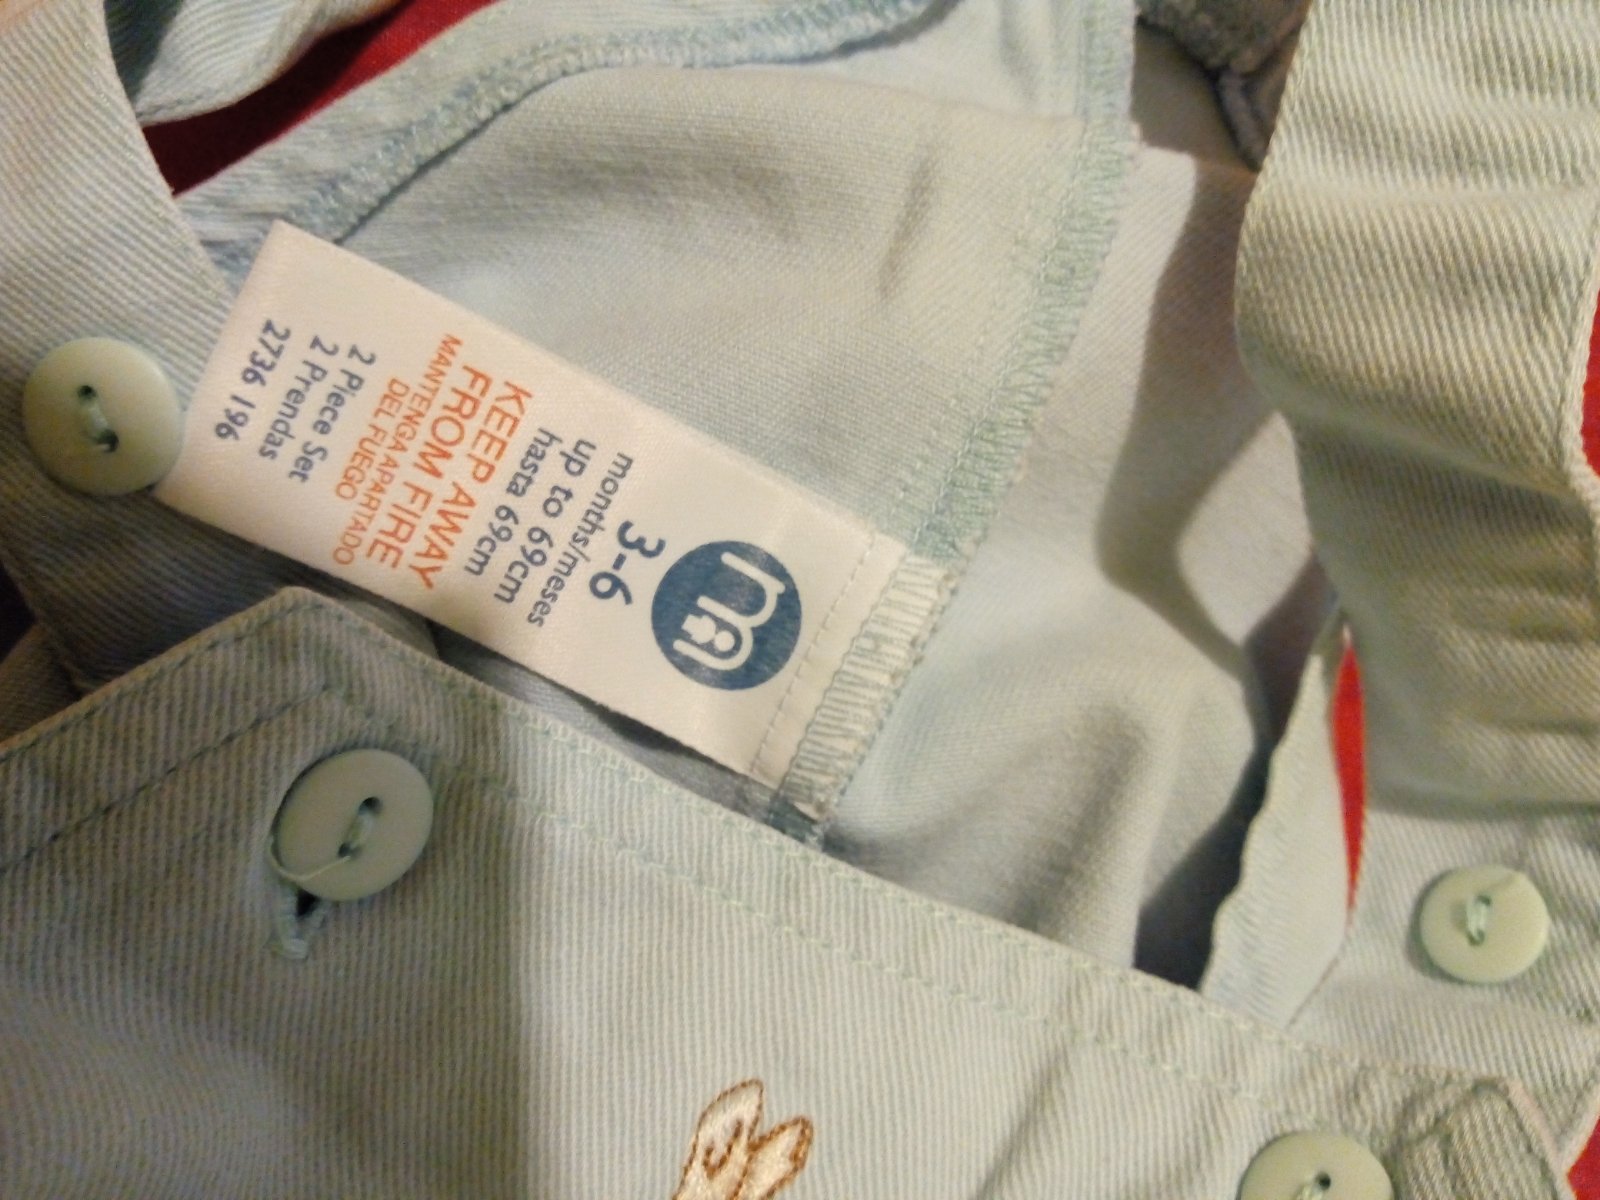 3-6
months/meses
up to 69cm
hasta 69cm
KEEP AWAY
FROM FIRE
MANTENGA APARTADO
DEL FUEGO
2 Piece Set
2 Prendas
2736 196